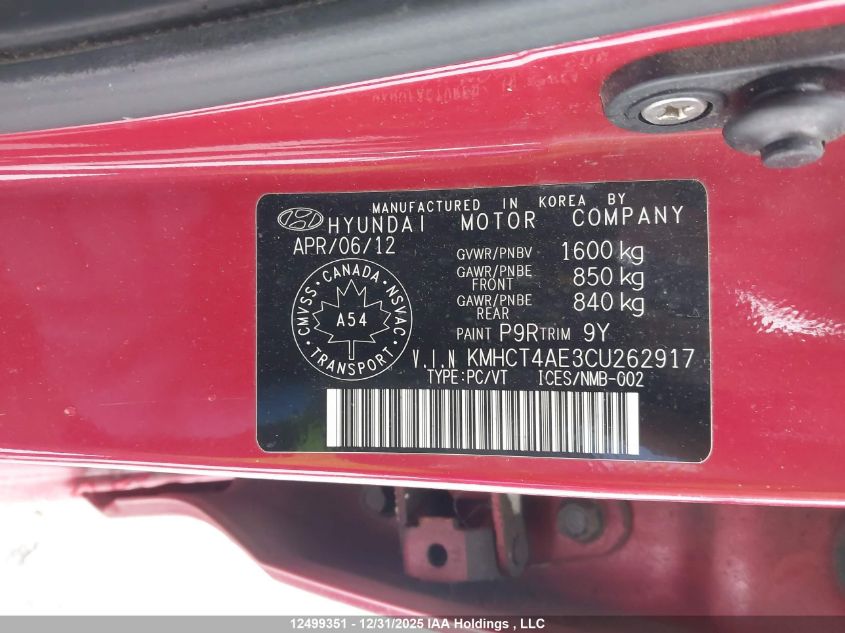 MANUFACTURED IN KOREA BY
HYUNDAI MOTOR COMPANY
APR/06/12
GVWR/PNBV 1600 kg
GAWR/PNBE FRONT 850 kg
GAWR/PNBE REAR 840 kg
CANADA
CMVSS NSVAC
A54
TRANSPORT
PAINT P9R TRIM 9Y
V.I.N KMHCT4AE3CU262917
TYPE:PC/VT ICES/NMB-002
12499351 - 12/31/2025 IAA Holdings, LLC